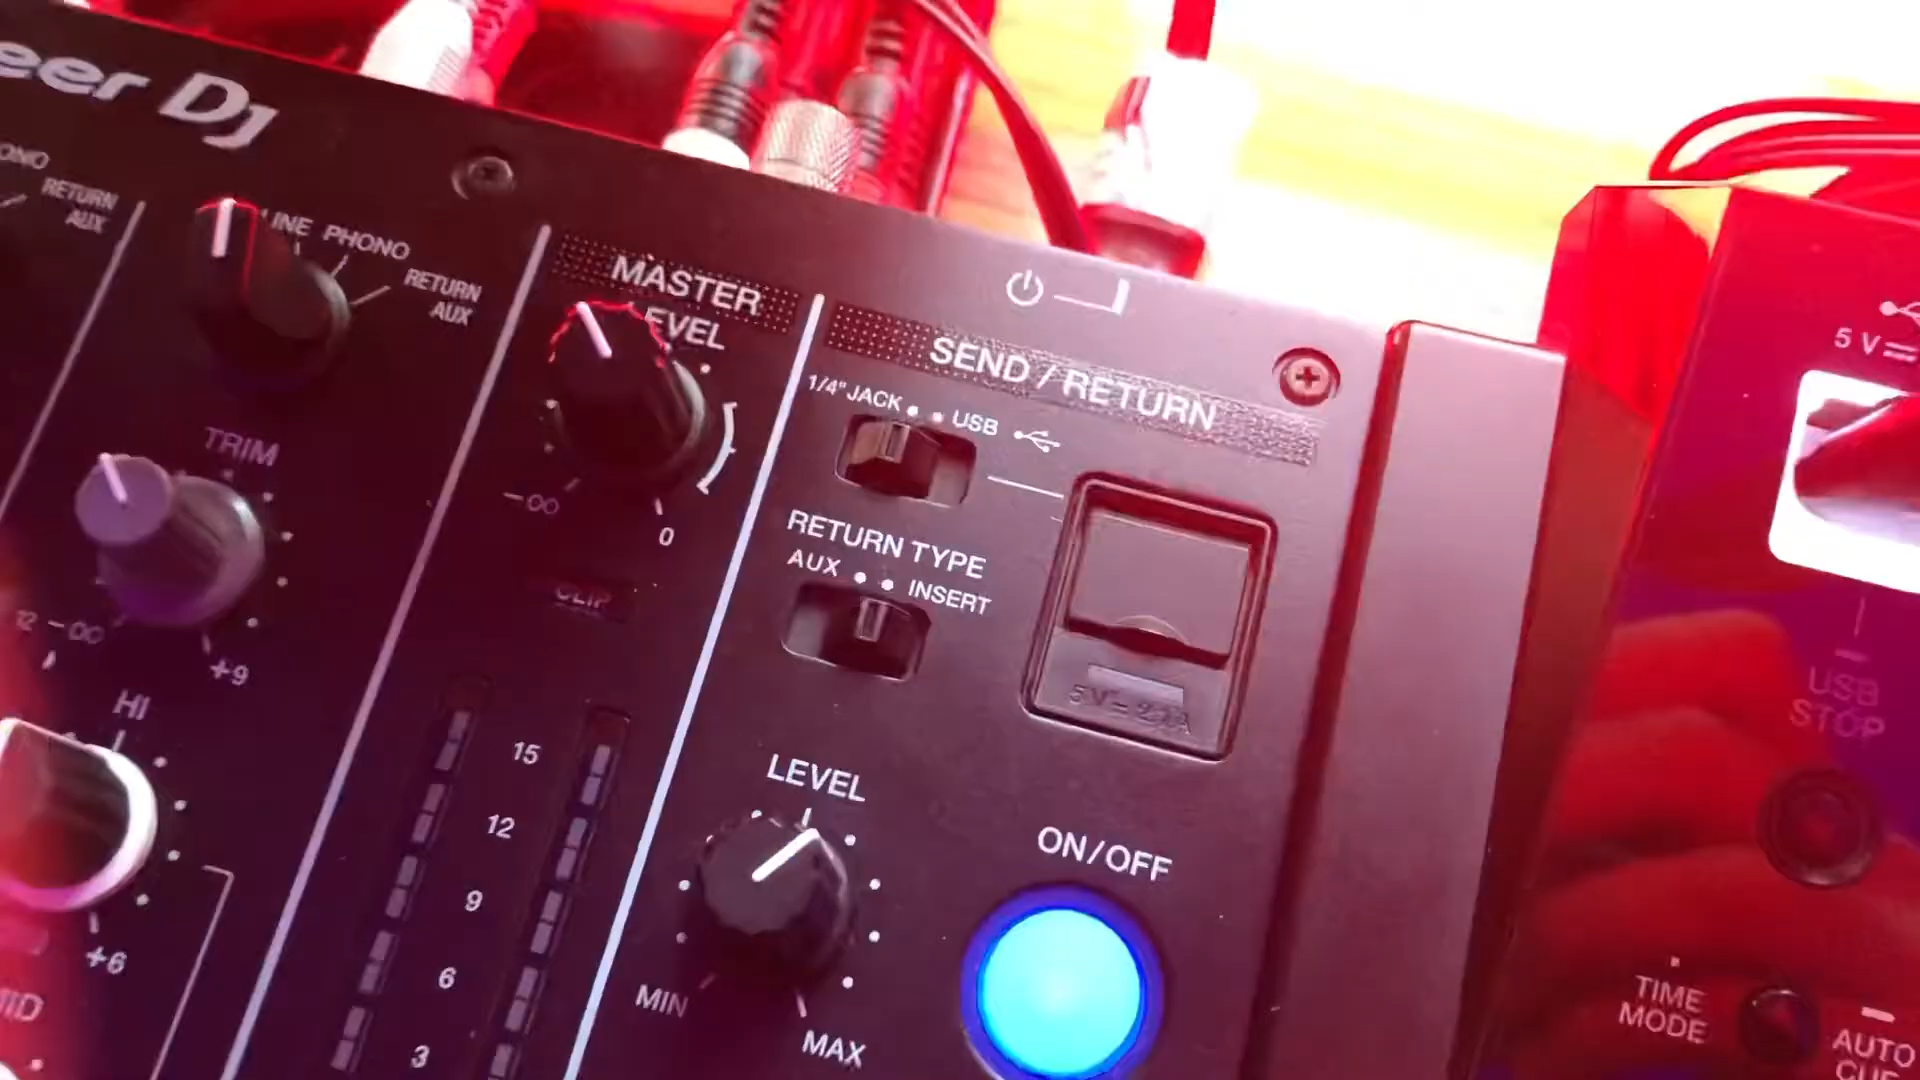 DJ
RETURN
AUX
LINE PHONO
RETURN
AUX
TRIM
-∞
+9
HI
+6
MASTER
LEVEL
-∞
0
CLIP
15
12
9
6
3
SEND / RETURN
1/4" JACK
USB
RETURN TYPE
AUX
INSERT
LEVEL
MIN
MAX
ON/OFF
5 V
USB
STOP
TIME
MODE
AUTO
CUE